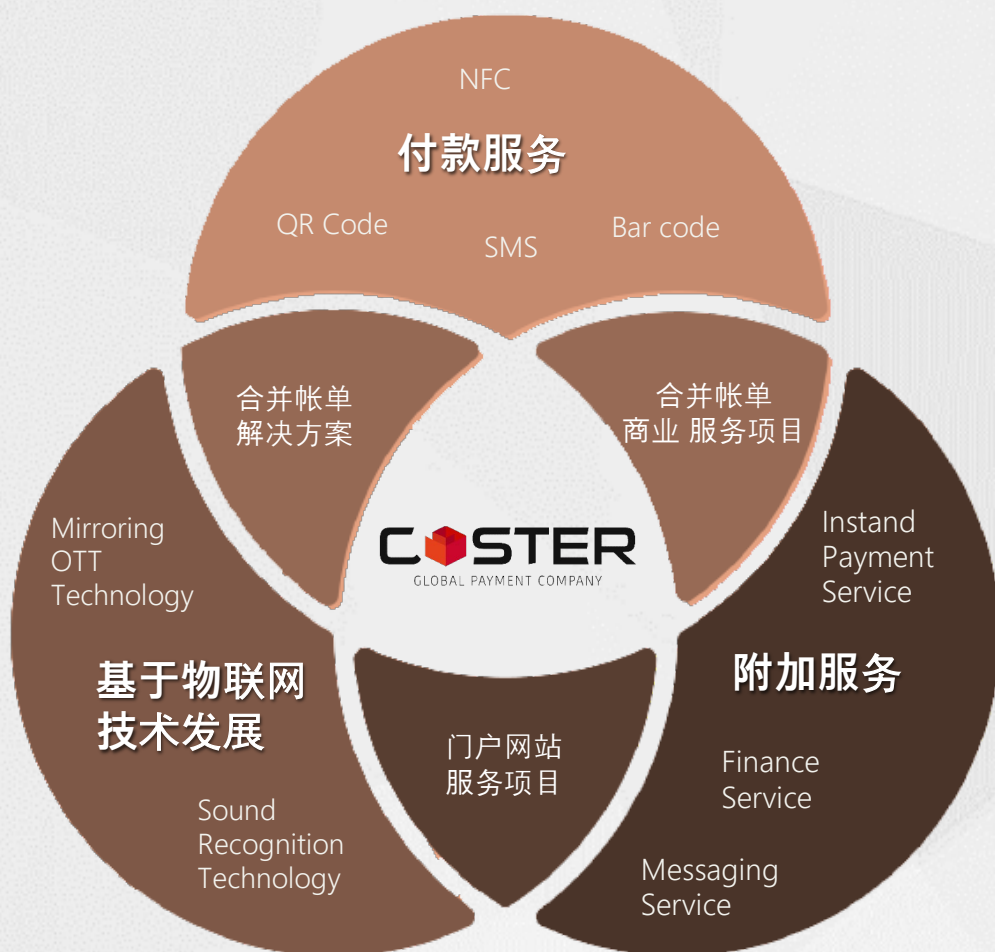 NFC
付款服务
QR Code
SMS
Bar code
合并帐单
解决方案
合并帐单
商业 服务项目
COSTER
GLOBAL PAYMENT COMPANY
Mirroring
OTT
Technology
基于物联网
技术发展
Sound
Recognition
Technology
门户网站
服务项目
Instand
Payment
Service
附加服务
Finance
Service
Messaging
Service